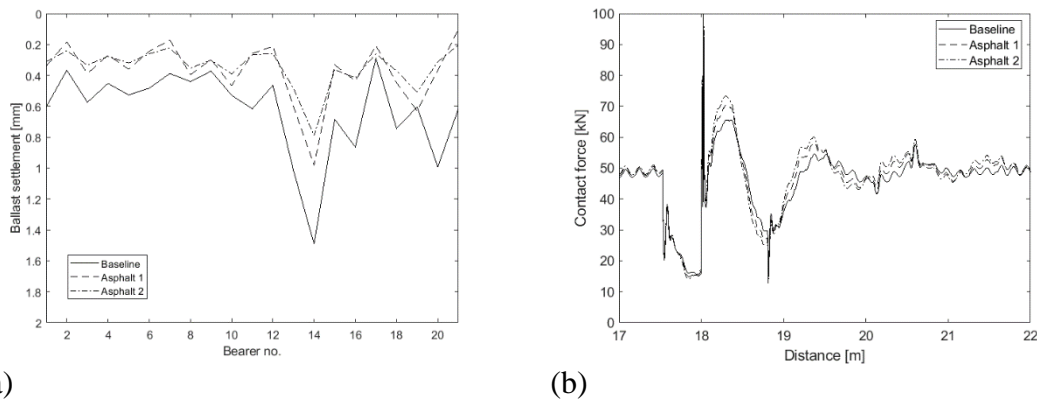 0
0.2
0.4
0.6
0.8
1
1.2
1.4
1.6
1.8
2
Ballast settlement [mm]
Baseline
Asphalt 1
Asphalt 2
2 4 6 8 10 12 14 16 18 20
Bearer no.
)
100
90
80
70
60
50
40
30
20
10
0
Contact force [kN]
Baseline
Asphalt 1
Asphalt 2
17 18 19 20 21 22
Distance [m]
(b)